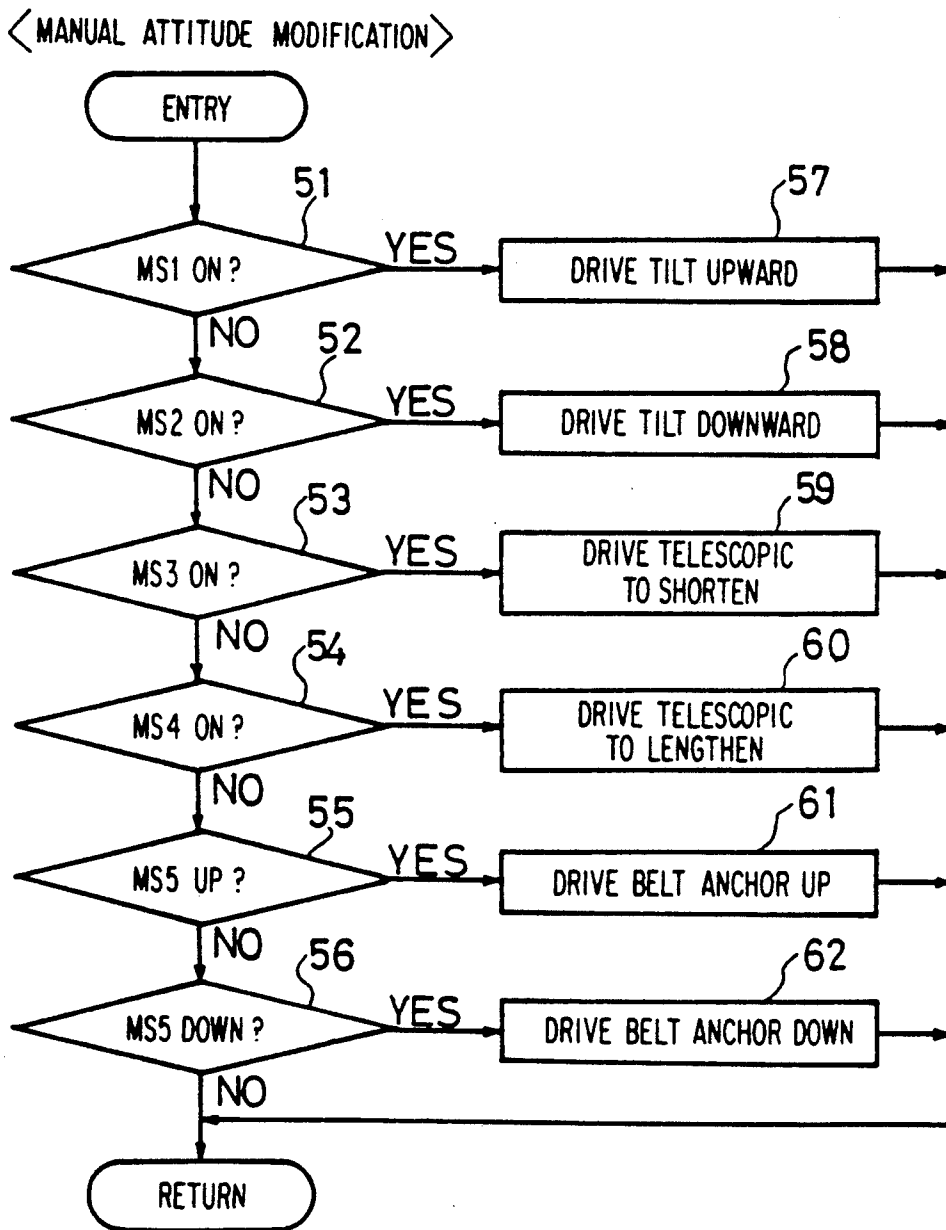 <MANUAL ATTITUDE MODIFICATION>
ENTRY
51
MS1 ON ?
YES
57
DRIVE TILT UPWARD
NO
52
MS2 ON ?
YES
58
DRIVE TILT DOWNWARD
NO
53
MS3 ON ?
YES
59
DRIVE TELESCOPIC
TO SHORTEN
NO
54
MS4 ON ?
YES
60
DRIVE TELESCOPIC
TO LENGTHEN
NO
55
MS5 UP ?
YES
61
DRIVE BELT ANCHOR UP
NO
56
MS5 DOWN ?
YES
62
DRIVE BELT ANCHOR DOWN
NO
RETURN